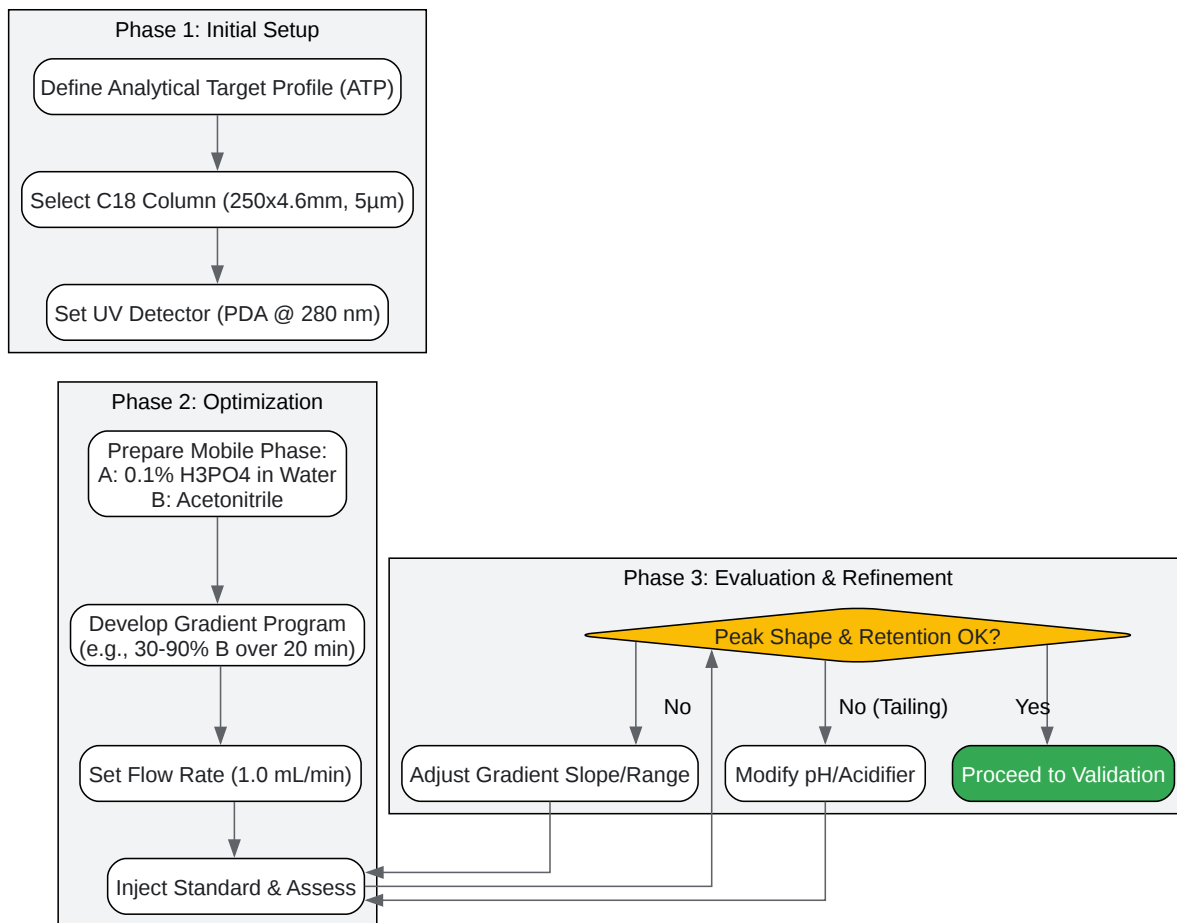 Phase 1: Initial Setup
Define Analytical Target Profile (ATP)
Select C18 Column (250x4.6mm, 5µm)
Set UV Detector (PDA @ 280 nm)
Phase 2: Optimization
Prepare Mobile Phase:
A: 0.1% H3PO4 in Water
B: Acetonitrile
Develop Gradient Program
(e.g., 30-90% B over 20 min)
Set Flow Rate (1.0 mL/min)
Inject Standard & Assess
Phase 3: Evaluation & Refinement
Peak Shape & Retention OK?
No
No (Tailing)
Yes
Adjust Gradient Slope/Range
Modify pH/Acidifier
Proceed to Validation